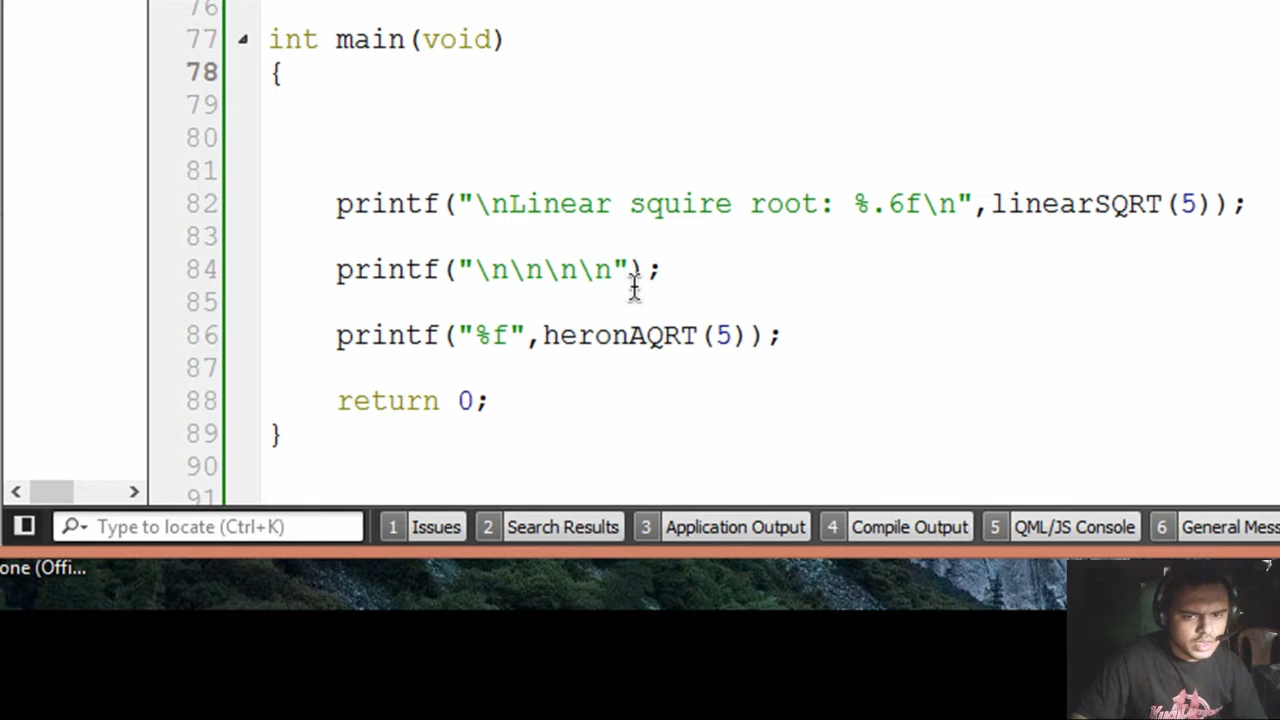 76
77 int main(void)
78 {
79
80
81
82 printf("\nLinear squire root: %.6f\n",linearSQRT(5));
83
84 printf("\n\n\n\n");
85
86 printf("%f",heronAQRT(5));
87
88 return 0;
89 }
90
91
Type to locate (Ctrl+K) 1 Issues 2 Search Results 3 Application Output 4 Compile Output 5 QML/JS Console 6 General Mess
one (Offi...